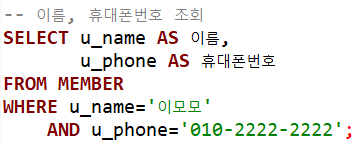 -- 이름, 휴대폰번호 조회
SELECT u_name AS 이름,
       u_phone AS 휴대폰번호
FROM MEMBER
WHERE u_name='이모모'
    AND u_phone='010-2222-2222';